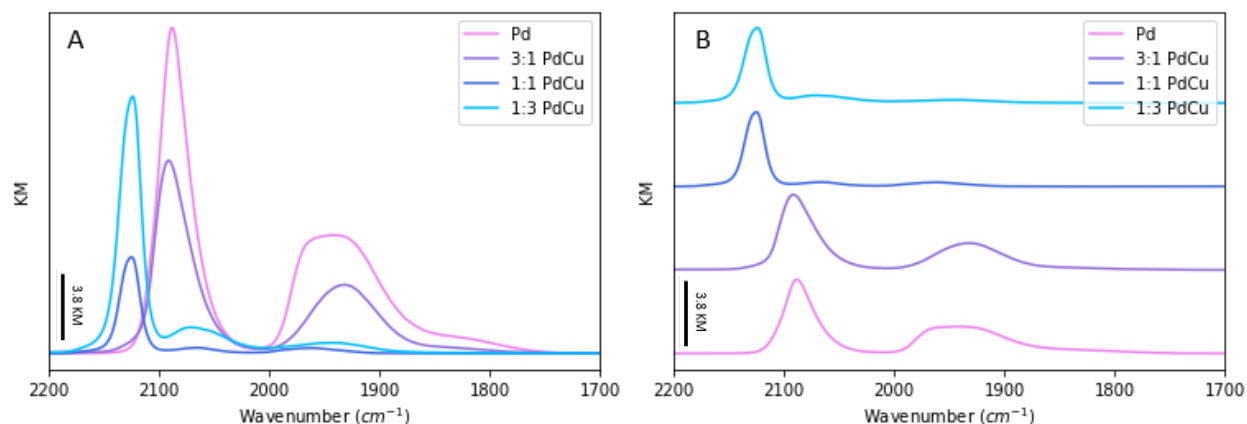 A
Pd
3:1 PdCu
1:1 PdCu
1:3 PdCu
KM
3.8 KM
2200 2100 2000 1900 1800 1700
Wavenumber (cm⁻¹)
B
Pd
3:1 PdCu
1:1 PdCu
1:3 PdCu
KM
3.8 KM
2200 2100 2000 1900 1800 1700
Wavenumber (cm⁻¹)